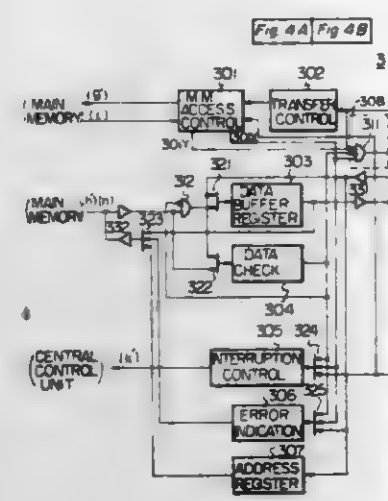 Fig. 4A Fig 4B
3
301 302
MAIN MEMORY
(g)
(i)
M.M. ACCESS CONTROL
TRANSFER CONTROL
308
311
321 303
312
MAIN MEMORY
(h)(n)
323
332
DATA BUFFER REGISTER
322
DATA CHECK
304
305 324
CENTRAL CONTROL UNIT
INTERRUPTION CONTROL
306 325
ERROR INDICATION
307
ADDRESS REGISTER